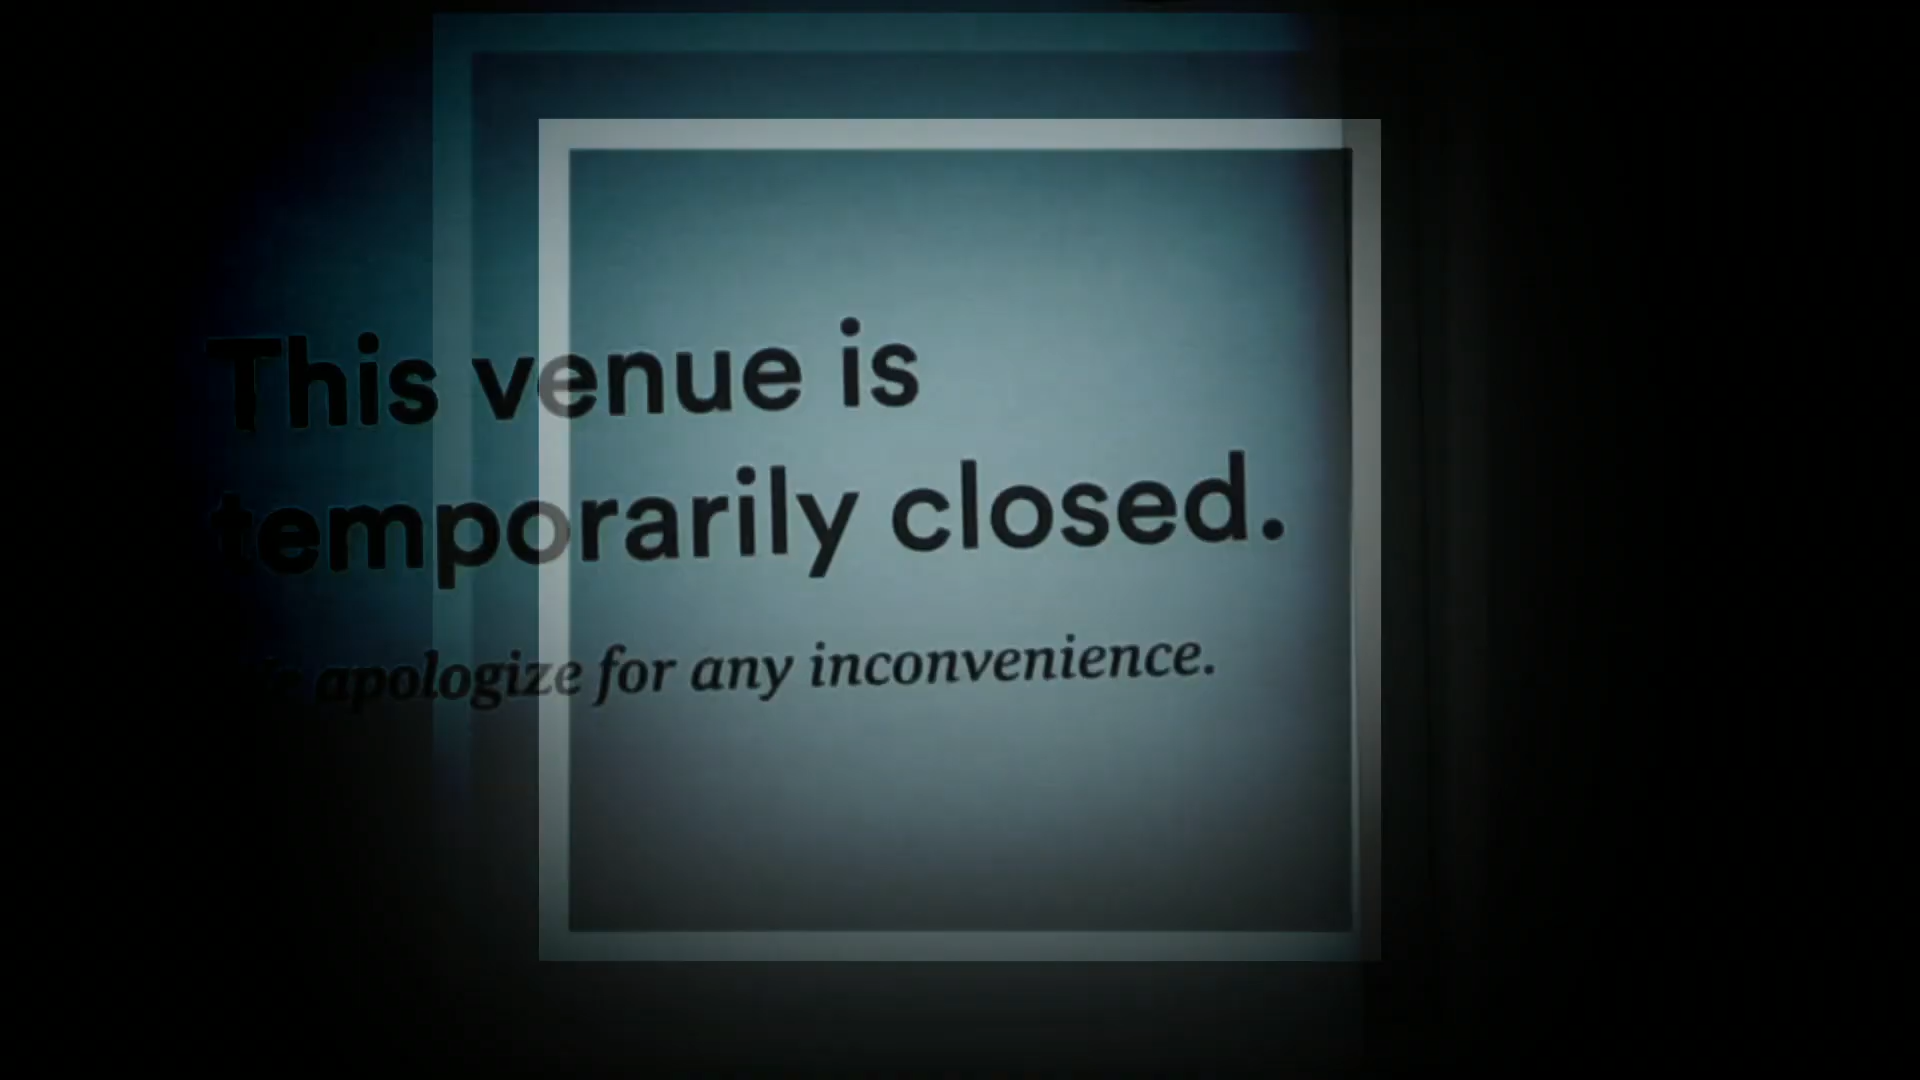 This venue is
temporarily closed.
apologize for any inconvenience.